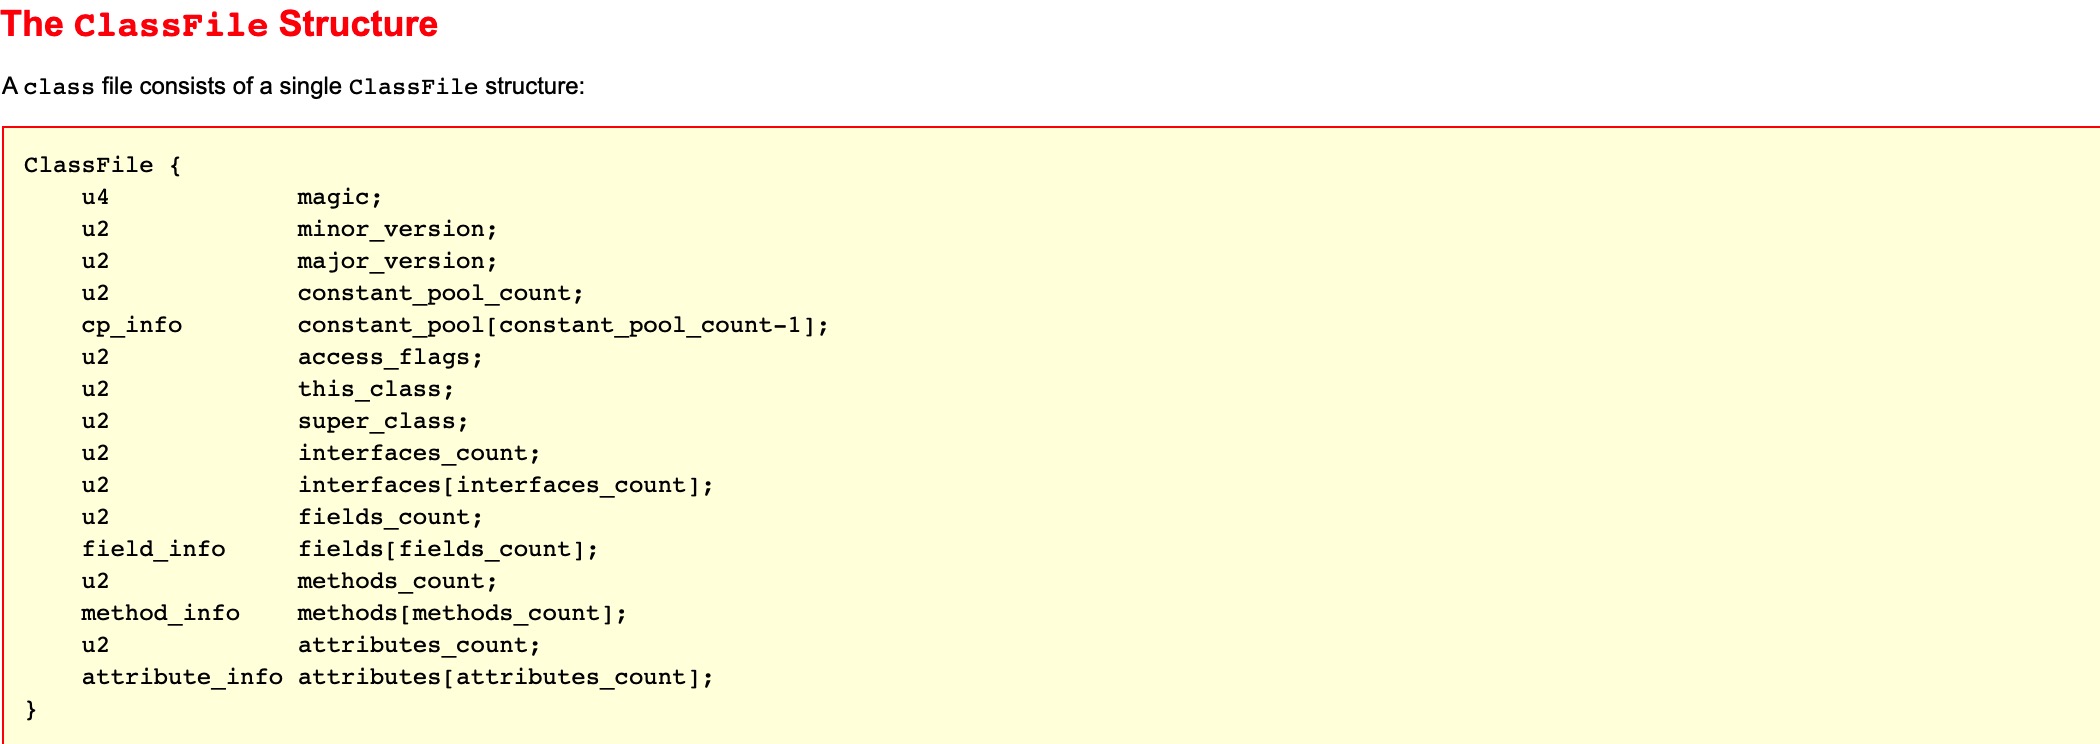 The ClassFile Structure
A class file consists of a single ClassFile structure:
ClassFile {
    u4             magic;
    u2             minor_version;
    u2             major_version;
    u2             constant_pool_count;
    cp_info        constant_pool[constant_pool_count-1];
    u2             access_flags;
    u2             this_class;
    u2             super_class;
    u2             interfaces_count;
    u2             interfaces[interfaces_count];
    u2             fields_count;
    field_info     fields[fields_count];
    u2             methods_count;
    method_info    methods[methods_count];
    u2             attributes_count;
    attribute_info attributes[attributes_count];
}